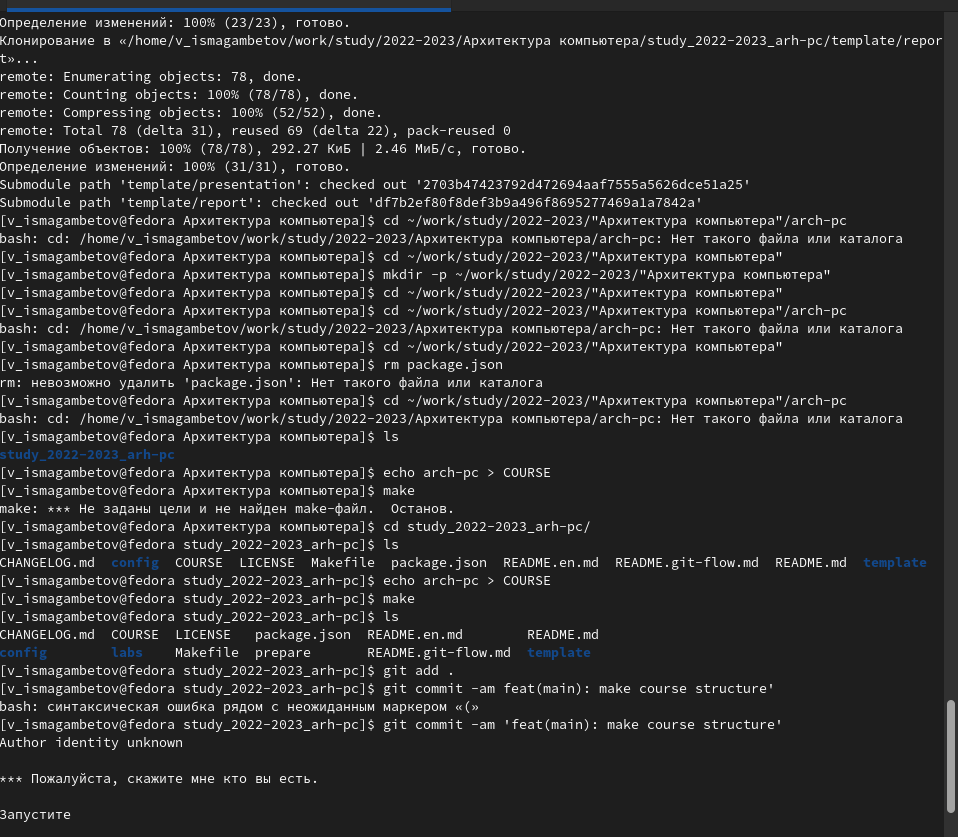 Определение изменений: 100% (23/23), готово.
Клонирование в «/home/v_ismagambetov/work/study/2022-2023/Архитектура компьютера/study_2022-2023_arh-pc/template/repor
t»...
remote: Enumerating objects: 78, done.
remote: Counting objects: 100% (78/78), done.
remote: Compressing objects: 100% (52/52), done.
remote: Total 78 (delta 31), reused 69 (delta 22), pack-reused 0
Получение объектов: 100% (78/78), 292.27 КиБ | 2.46 МиБ/с, готово.
Определение изменений: 100% (31/31), готово.
Submodule path 'template/presentation': checked out '2703b47423792d472694aaf7555a5626dce51a25'
Submodule path 'template/report': checked out 'df7b2ef80f8def3b9a496f8695277469a1a7842a'
[v_ismagambetov@fedora Архитектура компьютера]$ cd ~/work/study/2022-2023/"Архитектура компьютера"/arch-pc
bash: cd: /home/v_ismagambetov/work/study/2022-2023/Архитектура компьютера/arch-pc: Нет такого файла или каталога
[v_ismagambetov@fedora Архитектура компьютера]$ cd ~/work/study/2022-2023/"Архитектура компьютера"
[v_ismagambetov@fedora Архитектура компьютера]$ mkdir -p ~/work/study/2022-2023/"Архитектура компьютера"
[v_ismagambetov@fedora Архитектура компьютера]$ cd ~/work/study/2022-2023/"Архитектура компьютера"
[v_ismagambetov@fedora Архитектура компьютера]$ cd ~/work/study/2022-2023/"Архитектура компьютера"/arch-pc
bash: cd: /home/v_ismagambetov/work/study/2022-2023/Архитектура компьютера/arch-pc: Нет такого файла или каталога
[v_ismagambetov@fedora Архитектура компьютера]$ cd ~/work/study/2022-2023/"Архитектура компьютера"
[v_ismagambetov@fedora Архитектура компьютера]$ rm package.json
rm: невозможно удалить 'package.json': Нет такого файла или каталога
[v_ismagambetov@fedora Архитектура компьютера]$ cd ~/work/study/2022-2023/"Архитектура компьютера"/arch-pc
bash: cd: /home/v_ismagambetov/work/study/2022-2023/Архитектура компьютера/arch-pc: Нет такого файла или каталога
[v_ismagambetov@fedora Архитектура компьютера]$ ls
study_2022-2023_arh-pc
[v_ismagambetov@fedora Архитектура компьютера]$ echo arch-pc > COURSE
[v_ismagambetov@fedora Архитектура компьютера]$ make
make: *** Не заданы цели и не найден make-файл.  Останов.
[v_ismagambetov@fedora Архитектура компьютера]$ cd study_2022-2023_arh-pc/
[v_ismagambetov@fedora study_2022-2023_arh-pc]$ ls
CHANGELOG.md  config  COURSE  LICENSE  Makefile  package.json  README.en.md  README.git-flow.md  README.md  template
[v_ismagambetov@fedora study_2022-2023_arh-pc]$ echo arch-pc > COURSE
[v_ismagambetov@fedora study_2022-2023_arh-pc]$ make
[v_ismagambetov@fedora study_2022-2023_arh-pc]$ ls
CHANGELOG.md  COURSE  LICENSE   package.json  README.en.md        README.md
config        labs    Makefile  prepare       README.git-flow.md  template
[v_ismagambetov@fedora study_2022-2023_arh-pc]$ git add .
[v_ismagambetov@fedora study_2022-2023_arh-pc]$ git commit -am feat(main): make course structure'
bash: синтаксическая ошибка рядом с неожиданным маркером «(»
[v_ismagambetov@fedora study_2022-2023_arh-pc]$ git commit -am 'feat(main): make course structure'
Author identity unknown
*** Пожалуйста, скажите мне кто вы есть.
Запустите